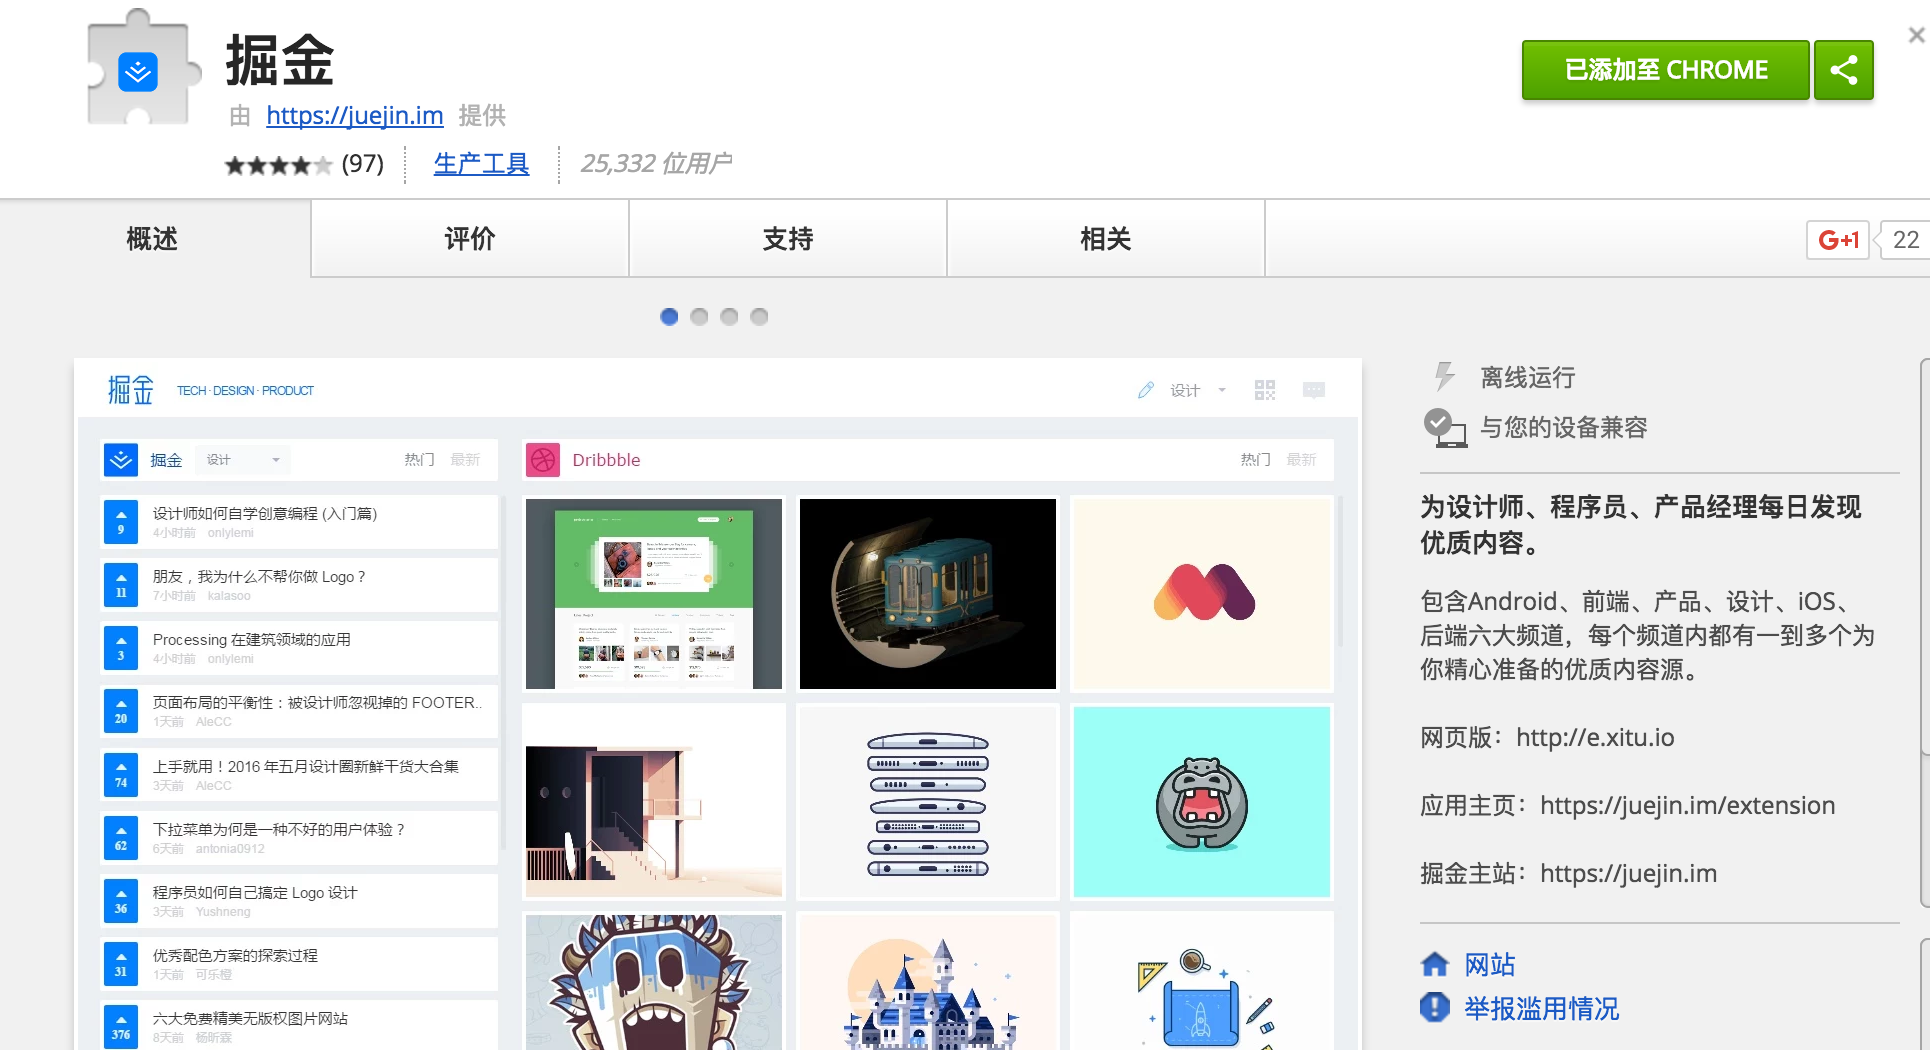 掘金
由 https://juejin.im 提供
(97) 生产工具 25,332 位用户
已添加至 CHROME
概述 评价 支持 相关
G+1 22
掘金 TECH · DESIGN · PRODUCT 设计
掘金 设计 热门 最新
9 设计师如何自学创意编程 (入门篇)
4小时前 onlylemi
11 朋友，我为什么不帮你做 Logo？
7小时前 kalasoo
3 Processing 在建筑领域的应用
4小时前 onlylemi
20 页面布局的平衡性：被设计师忽视掉的 FOOTER..
1天前 AleCC
74 上手就用！2016 年五月设计圈新鲜干货大合集
3天前 AleCC
62 下拉菜单为何是一种不好的用户体验？
6天前 antonia0912
36 程序员如何自己搞定 Logo 设计
3天前 Yushneng
31 优秀配色方案的探索过程
1天前 可乐橙
376 六大免费精美无版权图片网站
8天前 杨昕霖
Dribbble 热门 最新
离线运行
与您的设备兼容
为设计师、程序员、产品经理每日发现
优质内容。
包含Android、前端、产品、设计、iOS、
后端六大频道，每个频道内都有一到多个为
你精心准备的优质内容源。
网页版：http://e.xitu.io
应用主页：https://juejin.im/extension
掘金主站：https://juejin.im
网站
举报滥用情况